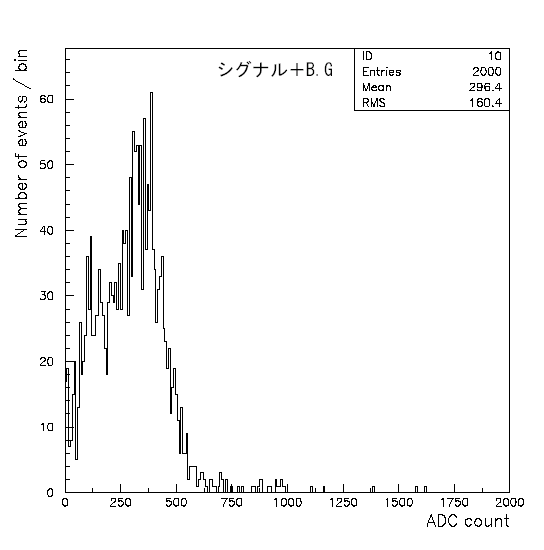 シグナル＋B.G
ID 10
Entries 2000
Mean 296.4
RMS 160.4
Number of events / bin
60
50
40
30
20
10
0
0 250 500 750 1000 1250 1500 1750 2000
ADC count